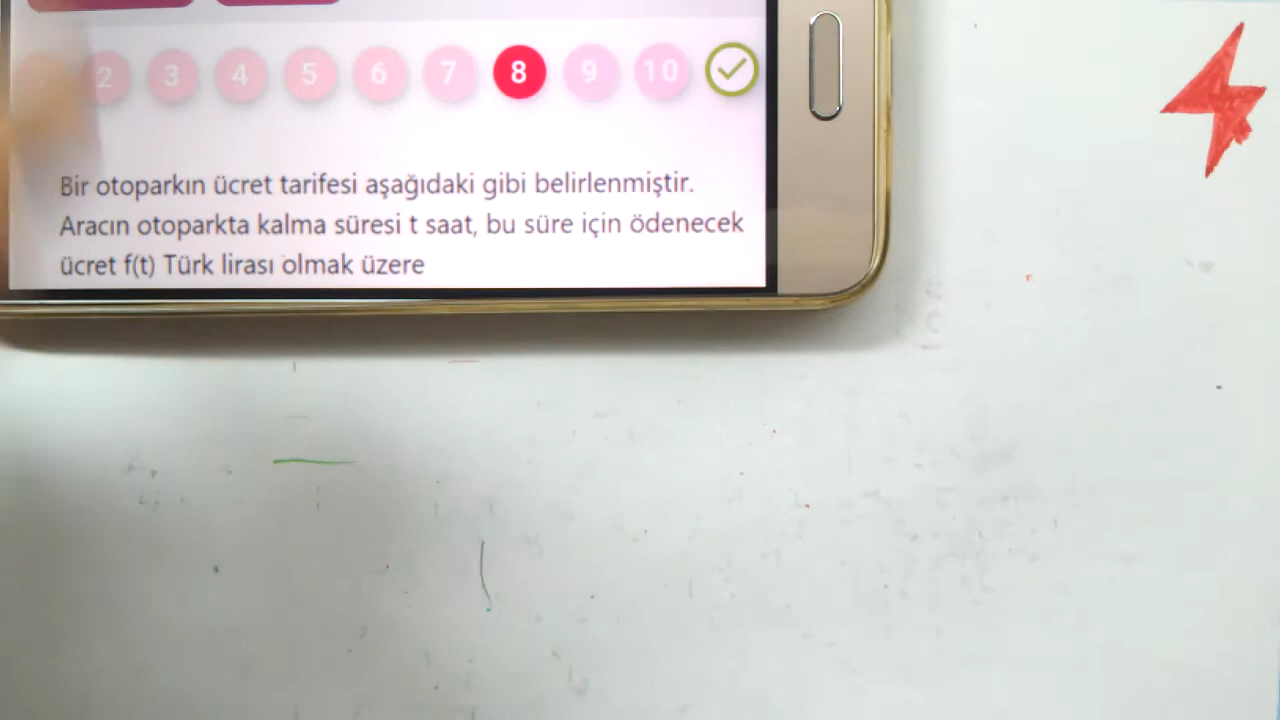 2 3 4 5 6 7 8 9 10
Bir otoparkın ücret tarifesi aşağıdaki gibi belirlenmiştir.
Aracın otoparkta kalma süresi t saat, bu süre için ödenecek
ücret f(t) Türk lirası olmak üzere